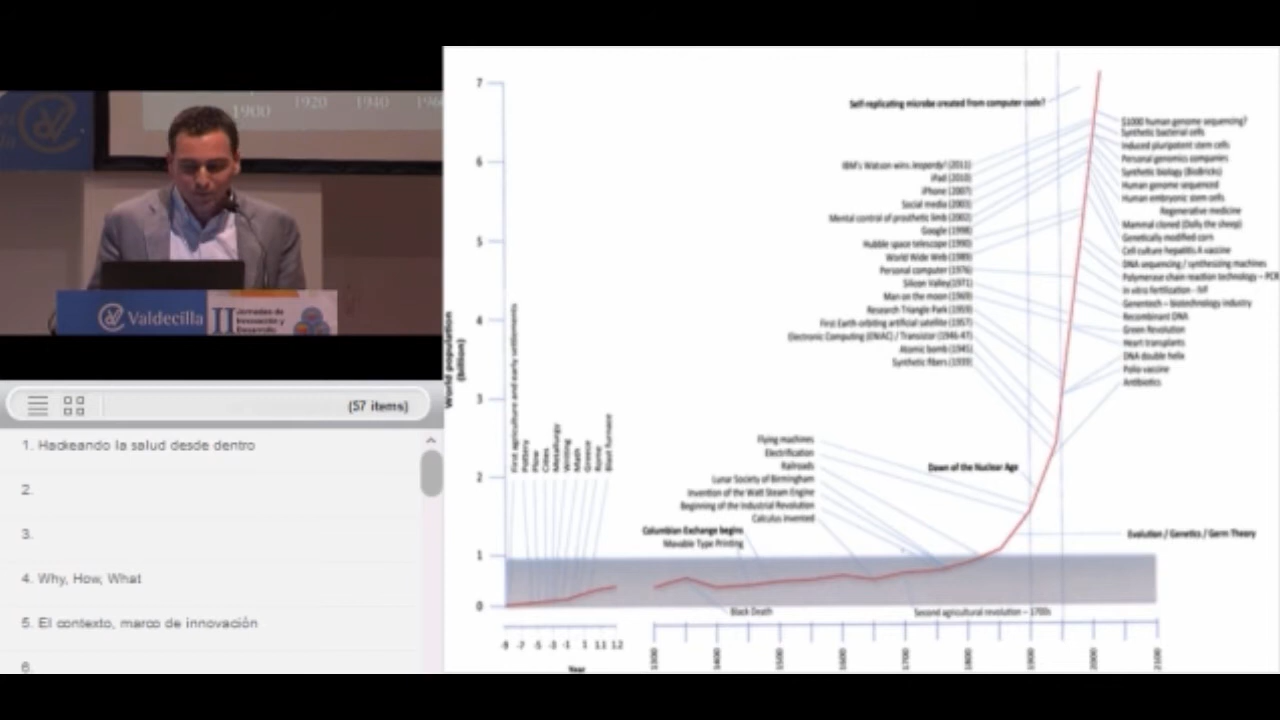 1900
1920
1940
Valdecilla
II
Jornadas de
Innovación y
Desarrollo
(57 items)
1. Hackeando la salud desde dentro
2.
3.
4. Why, How, What
5. El contexto, marco de innovación
6.
World population
(billion)
7
6
5
4
3
2
1
0
First agriculture and early settlements
Pottery
Plow
Cities
Metallurgy
Writing
Math
Greece
Rome
Blast furnace
Self-replicating microbe created from computer code?
IBM's Watson wins Jeopardy! (2011)
iPad (2010)
iPhone (2007)
Social media (2003)
Mental control of prosthetic limb (2002)
Google (1998)
Hubble space telescope (1990)
World Wide Web (1989)
Personal computer (1976)
Silicon Valley(1971)
Man on the moon (1969)
Research Triangle Park (1959)
First Earth-orbiting artificial satellite (1957)
Electronic Computing (ENIAC) / Transistor (1946-47)
Atomic bomb (1945)
Synthetic fibers (1939)
$1000 human genome sequencing?
Synthetic bacterial cells
Induced pluripotent stem cells
Personal genomics companies
Synthetic biology (BioBricks)
Human genome sequenced
Human embryonic stem cells
Regenerative medicine
Mammal cloned (Dolly the sheep)
Genetically modified corn
Cell culture hepatitis A vaccine
DNA sequencing / synthesizing machines
Polymerase chain reaction technology – PCR
In vitro fertilization - IVF
Genentech – biotechnology industry
Recombinant DNA
Green Revolution
Heart transplants
DNA double helix
Polio vaccine
Antibiotics
Flying machines
Electrification
Railroads
Lunar Society of Birmingham
Invention of the Watt Steam Engine
Beginning of the Industrial Revolution
Calculus invented
Columbian Exchange begins
Movable Type Printing
Dawn of the Nuclear Age
Evolution / Genetics / Germ Theory
Black Death
Second agricultural revolution – 1700s
-9 -7 -5 -3 -1 1 11 12
1300 1400 1500 1600 1700 1800 1900 2000 2100
Year